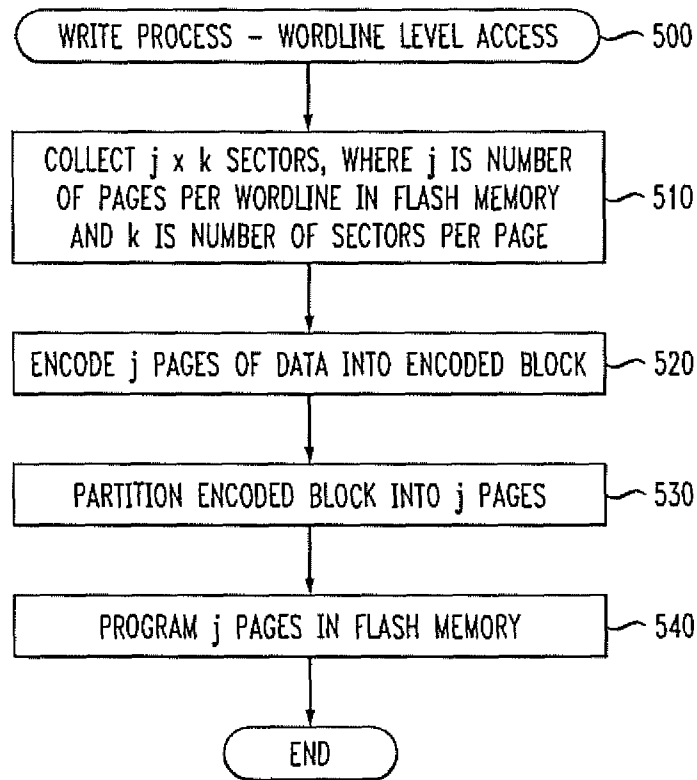 WRITE PROCESS – WORDLINE LEVEL ACCESS
500
COLLECT j x k SECTORS, WHERE j IS NUMBER
OF PAGES PER WORDLINE IN FLASH MEMORY
AND k IS NUMBER OF SECTORS PER PAGE
510
ENCODE j PAGES OF DATA INTO ENCODED BLOCK
520
PARTITION ENCODED BLOCK INTO j PAGES
530
PROGRAM j PAGES IN FLASH MEMORY
540
END